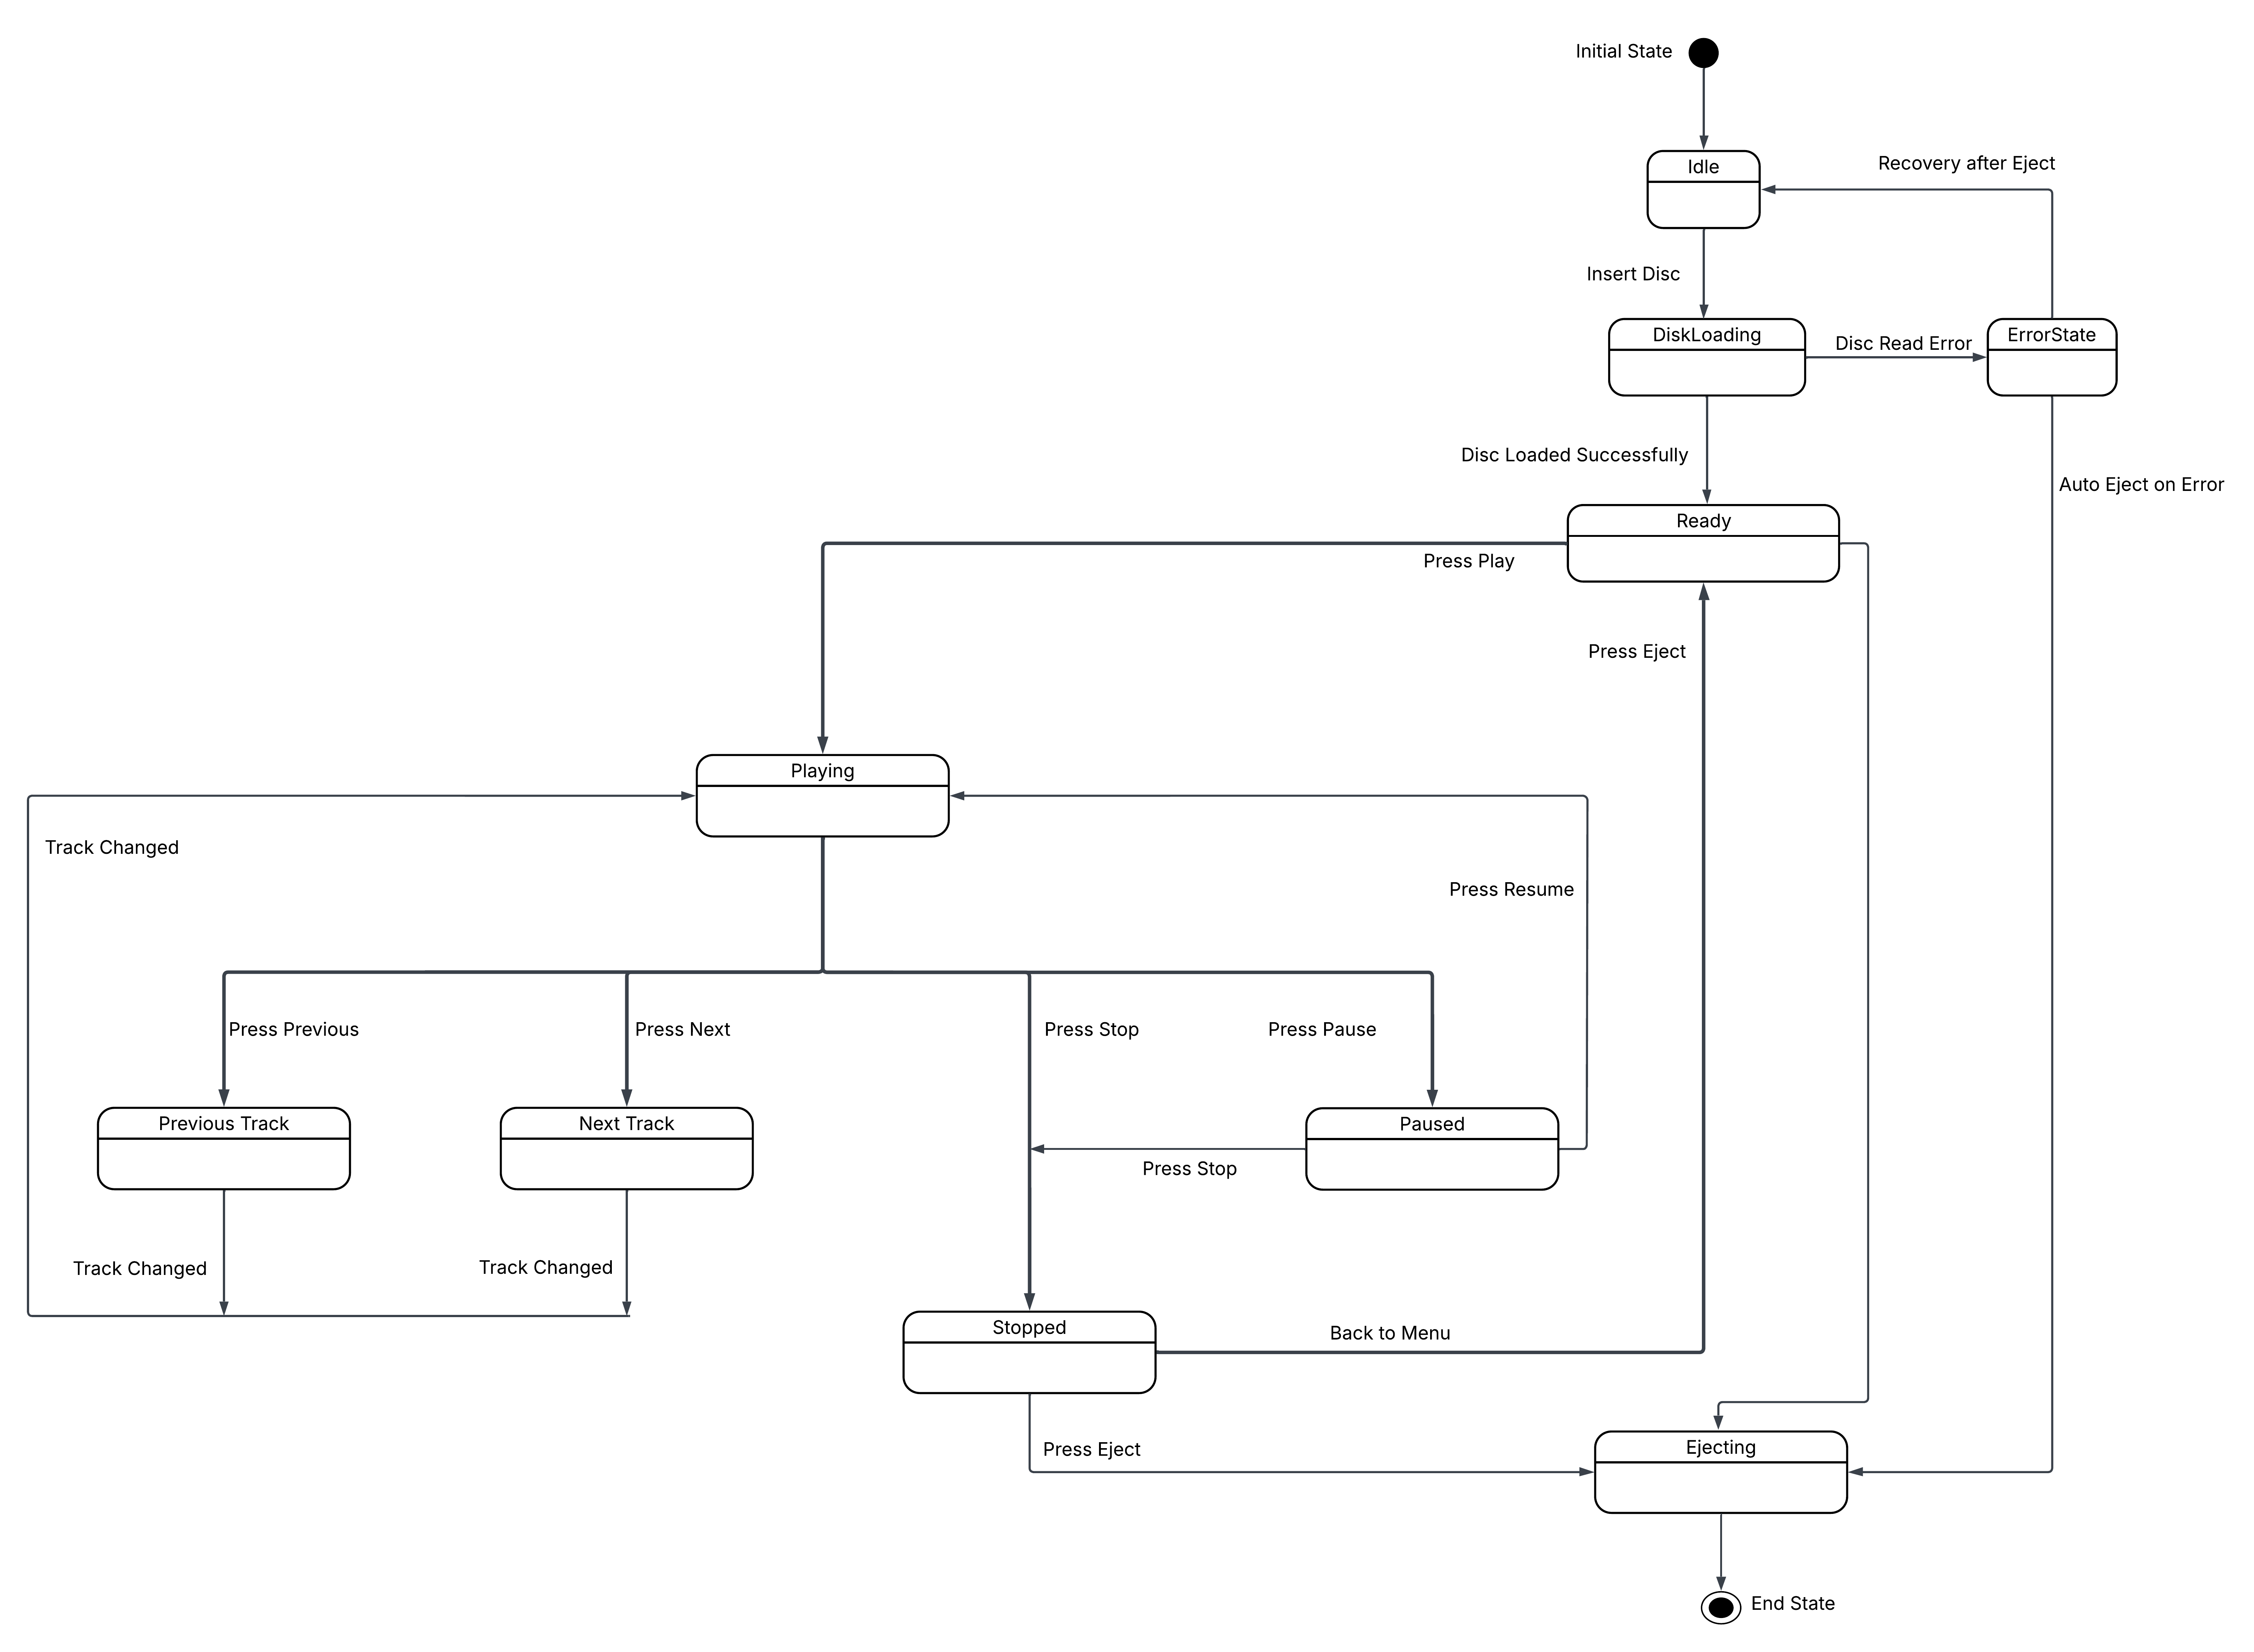 Initial State
Idle
Recovery after Eject
Insert Disc
DiskLoading
Disc Read Error
ErrorState
Disc Loaded Successfully
Auto Eject on Error
Ready
Press Play
Press Eject
Playing
Track Changed
Press Resume
Press Previous
Press Next
Press Stop
Press Pause
Previous Track
Next Track
Paused
Press Stop
Track Changed
Track Changed
Stopped
Back to Menu
Press Eject
Ejecting
End State